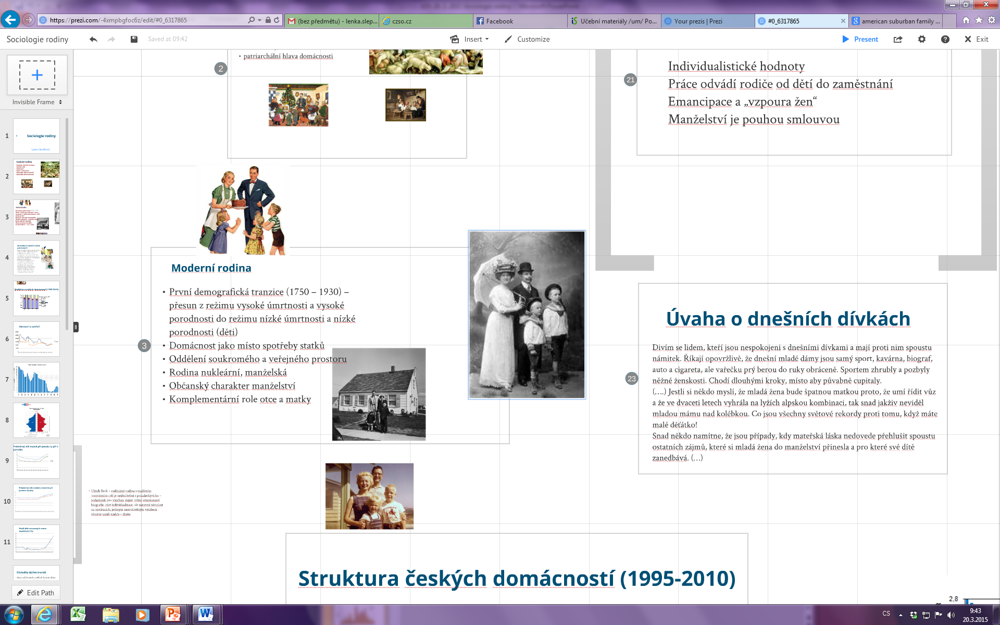 https://prezi.com/-4xmpbgfoc6z/edit/#0_6317865
(bez předmětu) - lenka.slep...
czso.cz
Facebook
Učební materiály /um/ Po...
Your prezis | Prezi
#0_6317865
american suburban family ...
Sociologie rodiny
Saved at 09:42
Insert
Customize
Present
Exit
Invisible Frame
1
Sociologie rodiny
2
3
4
5
6
7
8
9
10
11
Důsledky těchto trendů
Edit Path
• patriarchální hlava domácnosti
2
21
Individualistické hodnoty
Práce odvádí rodiče od dětí do zaměstnání
Emancipace a „vzpoura žen“
Manželství je pouhou smlouvou
3
Moderní rodina
• První demografická tranzice (1750 – 1930) –
přesun z režimu vysoké úmrtnosti a vysoké
porodnosti do režimu nízké úmrtnosti a nízké
porodnosti (děti)
• Domácnost jako místo spotřeby statků
• Oddělení soukromého a veřejného prostoru
• Rodina nukleární, manželská
• Občanský charakter manželství
• Komplementární role otce a matky
23
Úvaha o dnešních dívkách
Divím se lidem, kteří jsou nespokojeni s dnešními dívkami a mají proti nim spoustu
námitek. Říkají opovržlivě, že dnešní mladé dámy jsou samý sport, kavárna, biograf,
auto a cigareta, ale vařečku prý berou do ruky obráceně. Sportem zhrubly a pozbyly
něžné ženskosti. Chodí dlouhými kroky, místo aby půvabně cupitaly.
(….) Jestli si někdo myslí, že mladá žena bude špatnou matkou proto, že umí řídit vůz
a že ve dvaceti letech vyhrála na lyžích alpskou kombinaci, tak snad jakživ neviděl
mladou mámu nad kolébkou. Co jsou všechny světové rekordy proti tomu, když máte
malé děťátko!
Snad někdo namítne, že jsou případy, kdy mateřská láska nedovede přehlušit spoustu
ostatních zájmů, které si mladá žena do manželství přinesla a pro které své dítě
zanedbává. (…)
• Ulrich Beck – nukleární rodina s tradičním
rozvržením rolí je neslučitelná s požadavky trhu –
požadavek pro všechny stejné, tržně orientované
biografie, růst individualizace, ale zároveň závislost
na institucích, jediným nezrušitelným vztahem
zůstává vztah rodiče a dítěte
Struktura českých domácností (1995-2010)
2,8
CS
9:43
20.3.2015